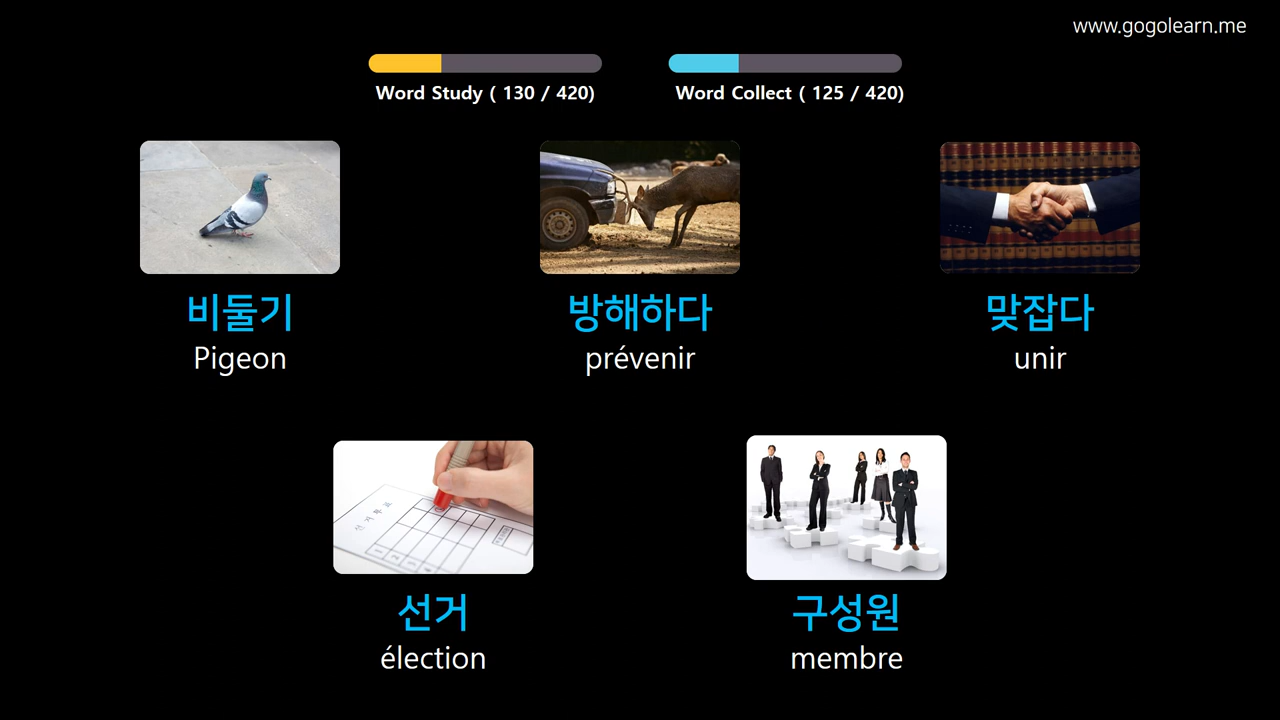 www.gogolearn.me
Word Study ( 130 / 420)
Word Collect ( 125 / 420)
비둘기
Pigeon
방해하다
prévenir
맞잡다
unir
선거
élection
구성원
membre